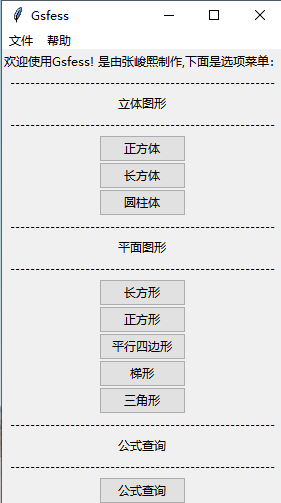 Gsfess
文件 帮助
欢迎使用Gsfess! 是由张峻熙制作,下面是选项菜单:
立体图形
正方体
长方体
圆柱体
平面图形
长方形
正方形
平行四边形
梯形
三角形
公式查询
公式查询